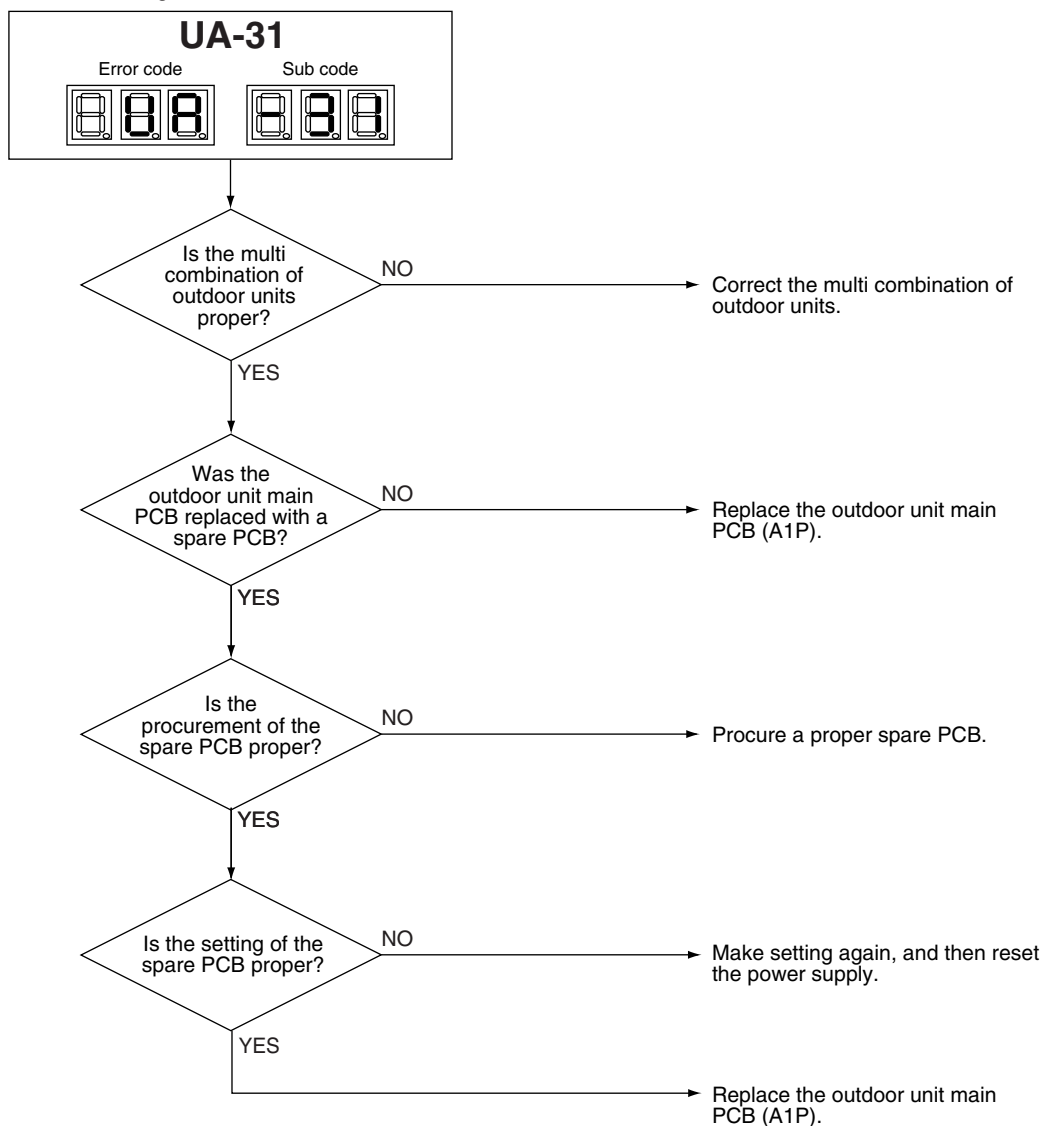 UA-31
Error code Sub code
UA -31
Is the multi
combination of
outdoor units
proper?
NO
Correct the multi combination of
outdoor units.
YES
Was the
outdoor unit main
PCB replaced with a
spare PCB?
NO
Replace the outdoor unit main
PCB (A1P).
YES
Is the
procurement of the
spare PCB proper?
NO
Procure a proper spare PCB.
YES
Is the setting of the
spare PCB proper?
NO
Make setting again, and then reset
the power supply.
YES
Replace the outdoor unit main
PCB (A1P).